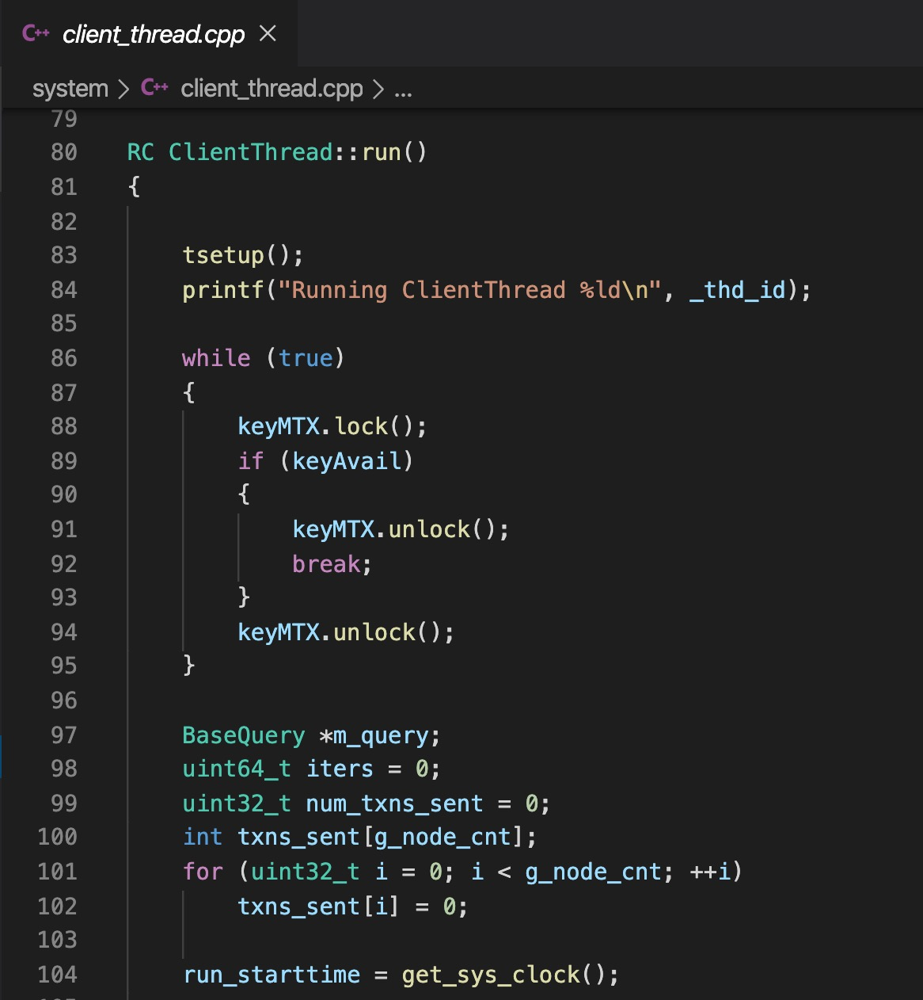 C++ client_thread.cpp ×
system > C++ client_thread.cpp > ...
79
80 RC ClientThread::run()
81 {
82
83     tsetup();
84     printf("Running ClientThread %ld\n", _thd_id);
85
86     while (true)
87     {
88         keyMTX.lock();
89         if (keyAvail)
90         {
91             keyMTX.unlock();
92             break;
93         }
94         keyMTX.unlock();
95     }
96
97     BaseQuery *m_query;
98     uint64_t iters = 0;
99     uint32_t num_txns_sent = 0;
100     int txns_sent[g_node_cnt];
101     for (uint32_t i = 0; i < g_node_cnt; ++i)
102         txns_sent[i] = 0;
103
104     run_starttime = get_sys_clock();